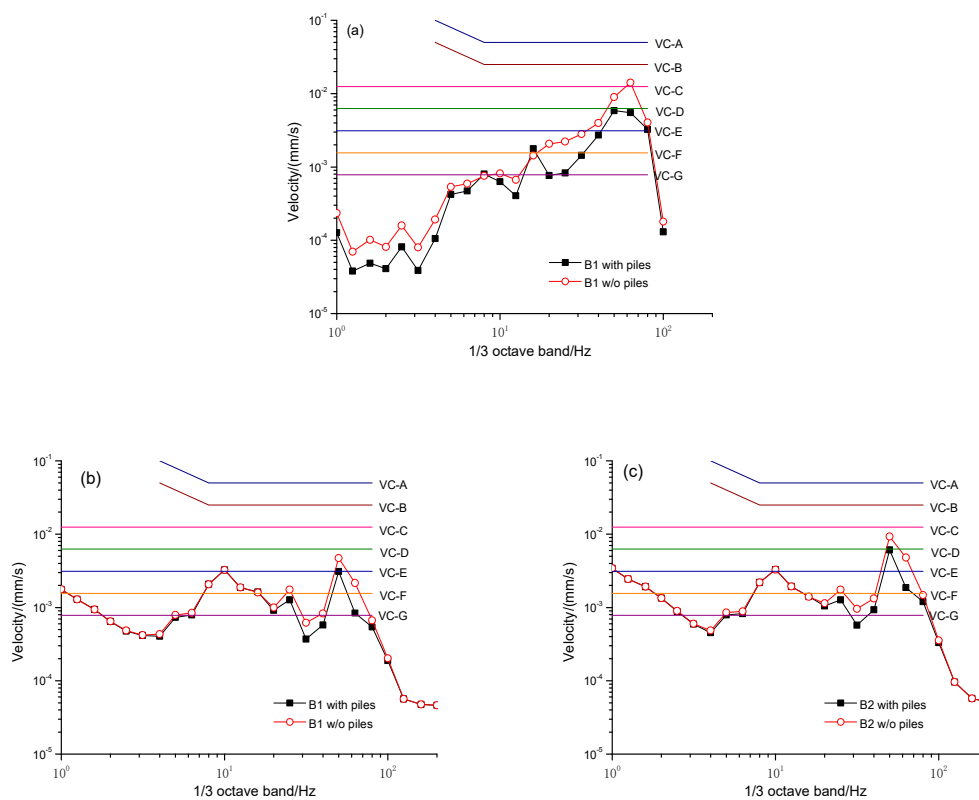 (a)
10^-1
10^-2
10^-3
10^-4
10^-5
Velocity/(mm/s)
VC-A
VC-B
VC-C
VC-D
VC-E
VC-F
VC-G
B1 with piles
B1 w/o piles
10^0
10^1
10^2
1/3 octave band/Hz
(b)
10^-1
10^-2
10^-3
10^-4
10^-5
Velocity/(mm/s)
VC-A
VC-B
VC-C
VC-D
VC-E
VC-F
VC-G
B1 with piles
B1 w/o piles
10^0
10^1
10^2
1/3 octave band/Hz
(c)
10^-1
10^-2
10^-3
10^-4
10^-5
Velocity/(mm/s)
VC-A
VC-B
VC-C
VC-D
VC-E
VC-F
VC-G
B2 with piles
B2 w/o piles
10^0
10^1
10^2
1/3 octave band/Hz